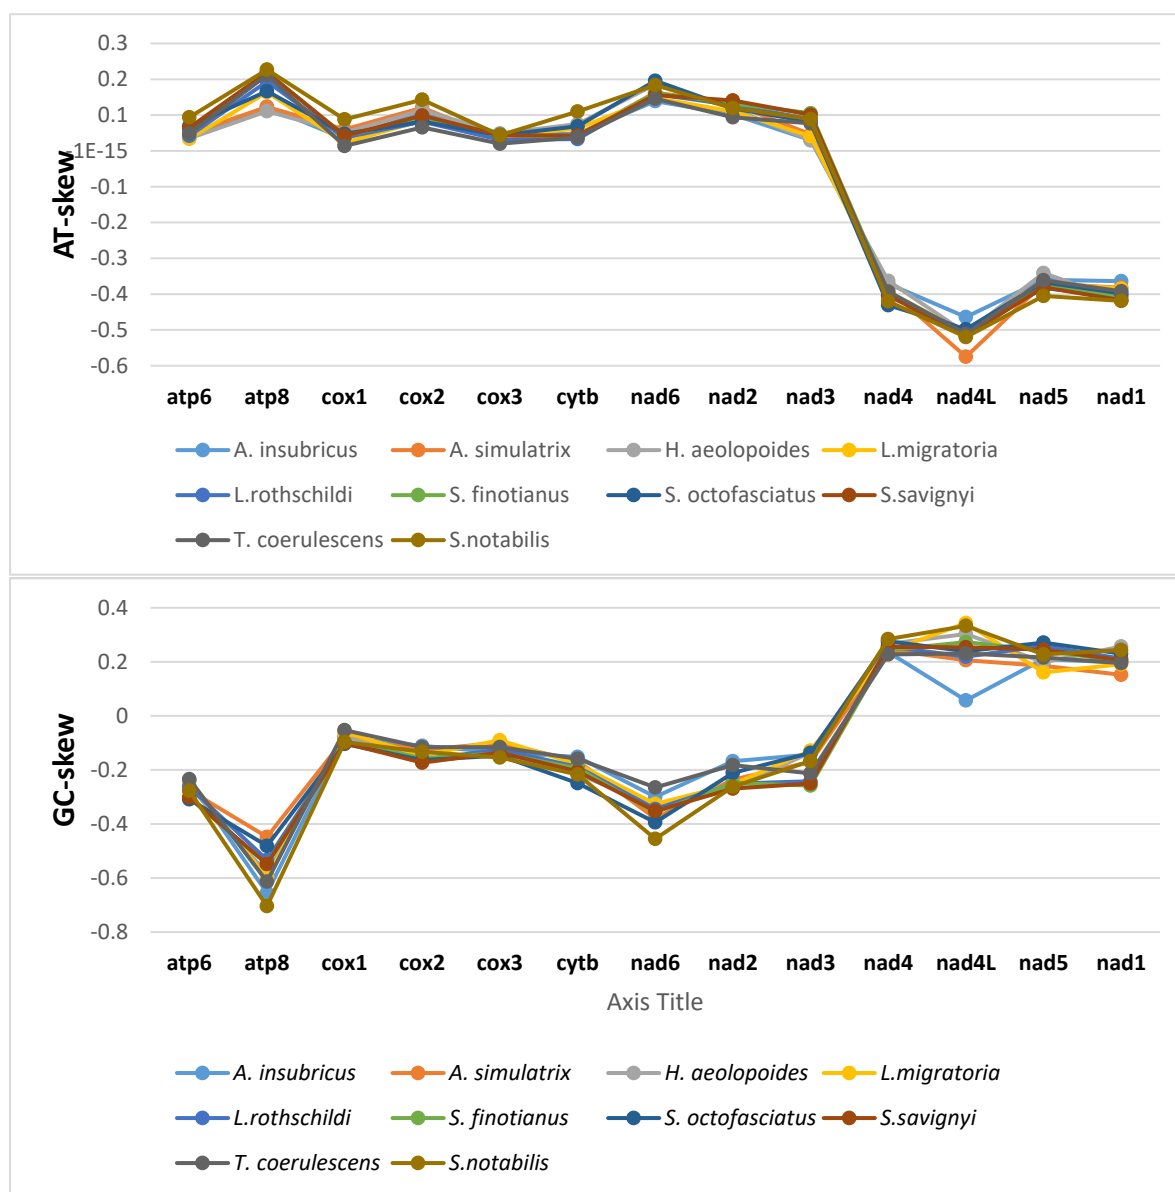 0.3
0.2
0.1
1E-15
-0.1
-0.2
-0.3
-0.4
-0.5
-0.6
AT-skew
atp6 atp8 cox1 cox2 cox3 cytb nad6 nad2 nad3 nad4 nad4L nad5 nad1
A. insubricus A. simulatrix H. aeolopoides L.migratoria
L.rothschildi S. finotianus S. octofasciatus S.savignyi
T. coerulescens S.notabilis
0.4
0.2
0
-0.2
-0.4
-0.6
-0.8
GC-skew
atp6 atp8 cox1 cox2 cox3 cytb nad6 nad2 nad3 nad4 nad4L nad5 nad1
Axis Title
A. insubricus A. simulatrix H. aeolopoides L.migratoria
L.rothschildi S. finotianus S. octofasciatus S.savignyi
T. coerulescens S.notabilis